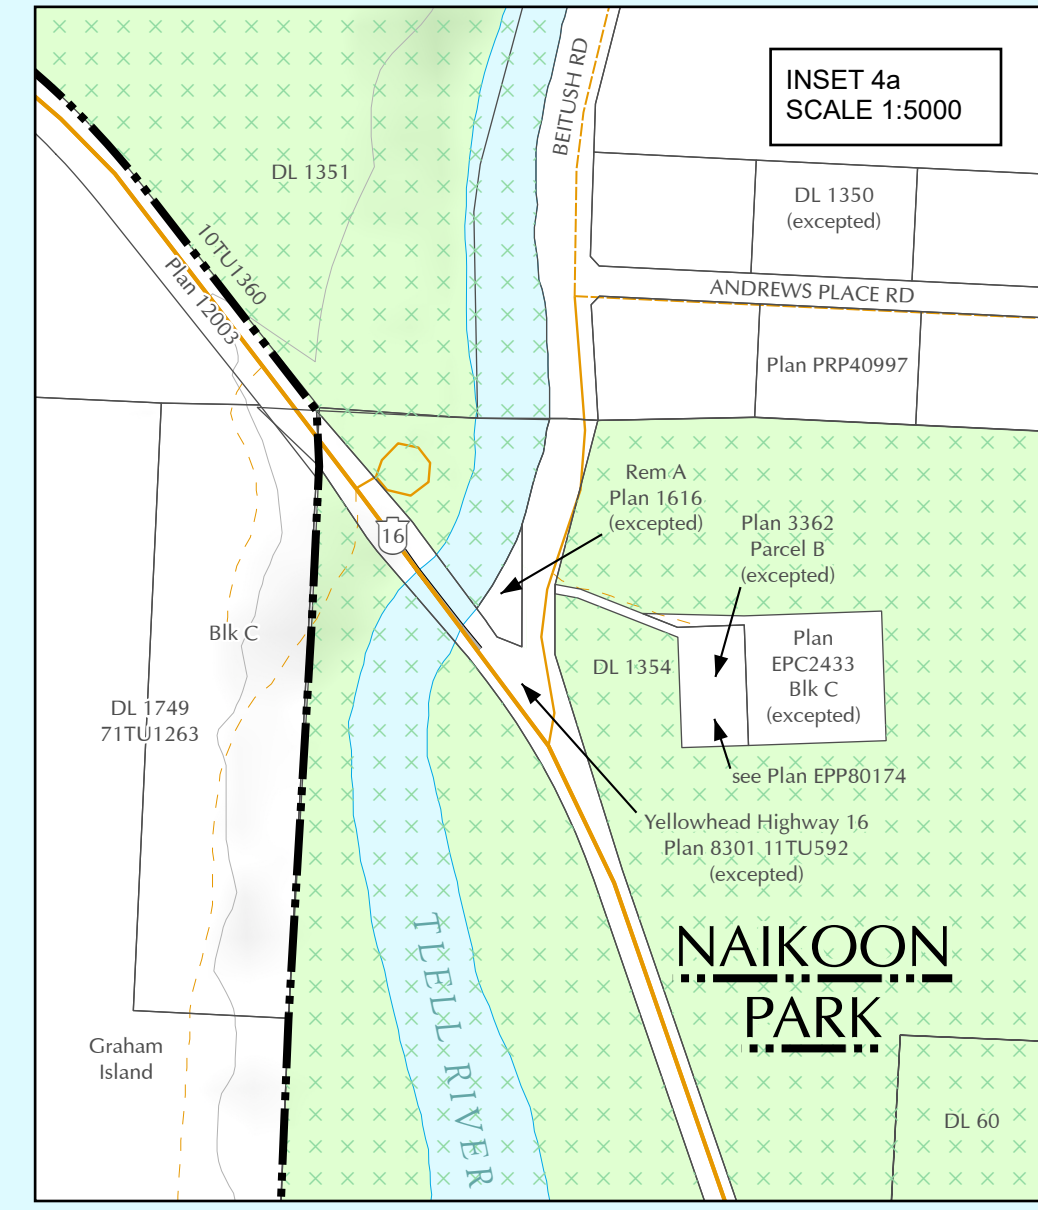 INSET 4a
SCALE 1:5000
BEITUSH RD
DL 1351
DL 1350
(excepted)
10TU1360
Plan 12003
ANDREWS PLACE RD
Plan PRP40997
Rem A
Plan 1616
(excepted)
Plan 3362
Parcel B
(excepted)
16
Blk C
Plan
EPC2433
Blk C
(excepted)
DL 1354
DL 1749
71TU1263
see Plan EPP80174
Yellowhead Highway 16
Plan 8301 11TU592
(excepted)
NAIKOON
PARK
TLELL RIVER
Graham
Island
DL 60